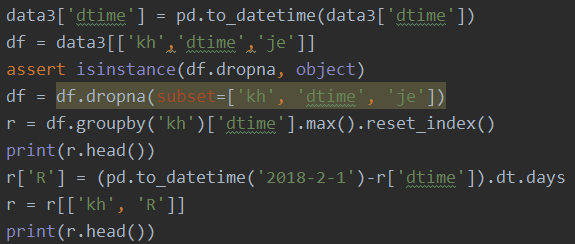 data3['dtime'] = pd.to_datetime(data3['dtime'])
df = data3[['kh','dtime','je']]
assert isinstance(df.dropna, object)
df = df.dropna(subset=['kh', 'dtime', 'je'])
r = df.groupby('kh')['dtime'].max().reset_index()
print(r.head())
r['R'] = (pd.to_datetime('2018-2-1')-r['dtime']).dt.days
r = r[['kh', 'R']]
print(r.head())